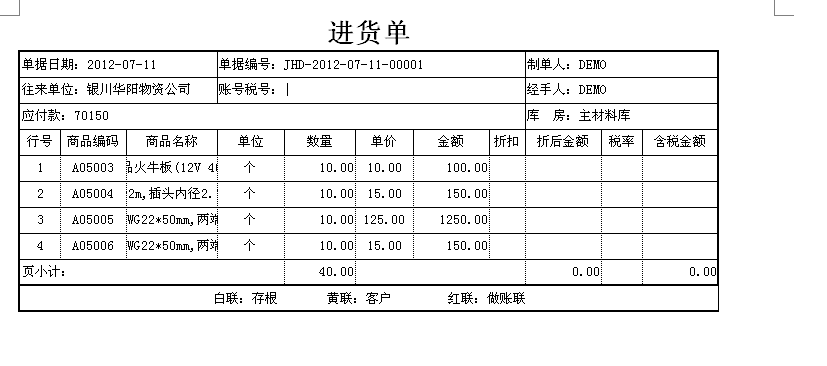 进货单
单据日期: 2012-07-11 单据编号: JHD-2012-07-11-00001 制单人: DEMO
往来单位: 银川华阳物资公司 账号税号: | 经手人: DEMO
应付款: 70150 库 房: 主材料库
行号 商品编码 商品名称 单位 数量 单价 金额 折扣 折后金额 税率 含税金额
1 A05003 品火牛板(12V 40 个 10.00 10.00 100.00
2 A05004 2m,插头内径2. 个 10.00 15.00 150.00
3 A05005 WG22*50mm,两端 个 10.00 125.00 1250.00
4 A05006 WG22*50mm,两端 个 10.00 15.00 150.00
页小计: 40.00 0.00 0.00
白联: 存根 黄联: 客户 红联: 做账联